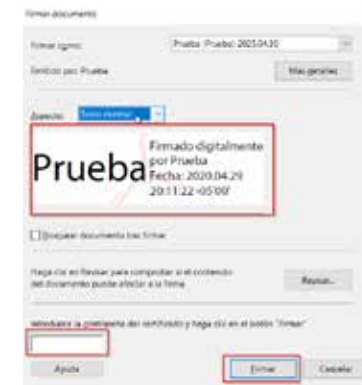 Firmar documento
Firmar como: Prueba (Prueba) 2025.04.30
Emitido por: Prueba Más detalles
Aspecto: Texto estándar
Prueba
Firmado digitalmente
por Prueba
Fecha: 2020.04.29
20:11:22 -05'00'
Bloquear documento tras firmar
Haga clic en Revisar para comprobar si el contenido
del documento puede afectar a la firma
Revisar...
Introduzca la contraseña del certificado y haga clic en el botón "Firmar"
Ayuda Firmar Cancelar